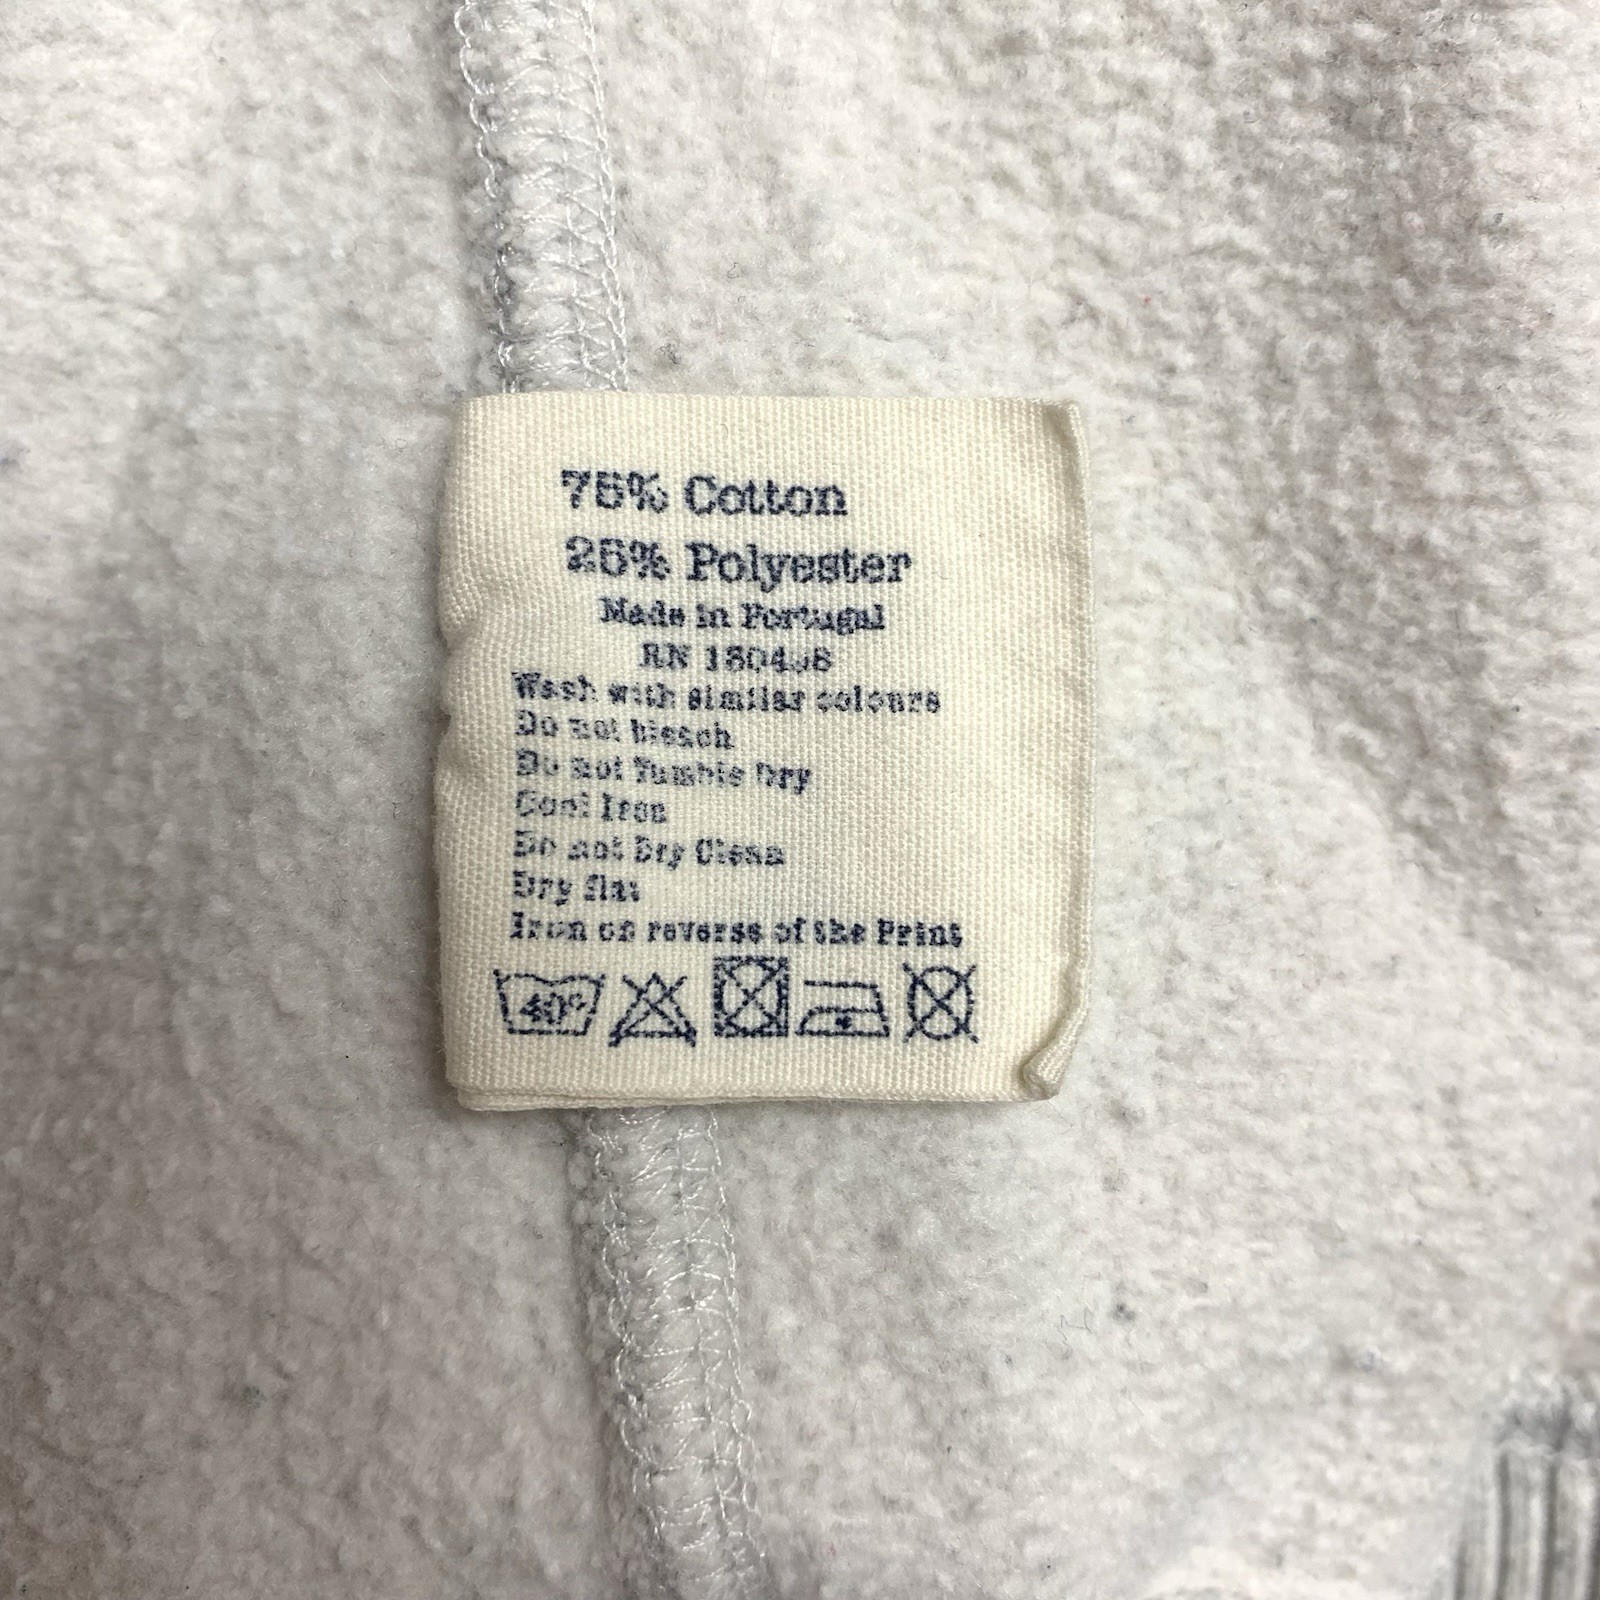 75% Cotton
25% Polyester
Made in Portugal
RN
Wash with similar colours
Do not bleach
Do not Tumble Dry
Cool Iron
Do not Dry Clean
Dry flat
Iron on reverse of the Print
40°